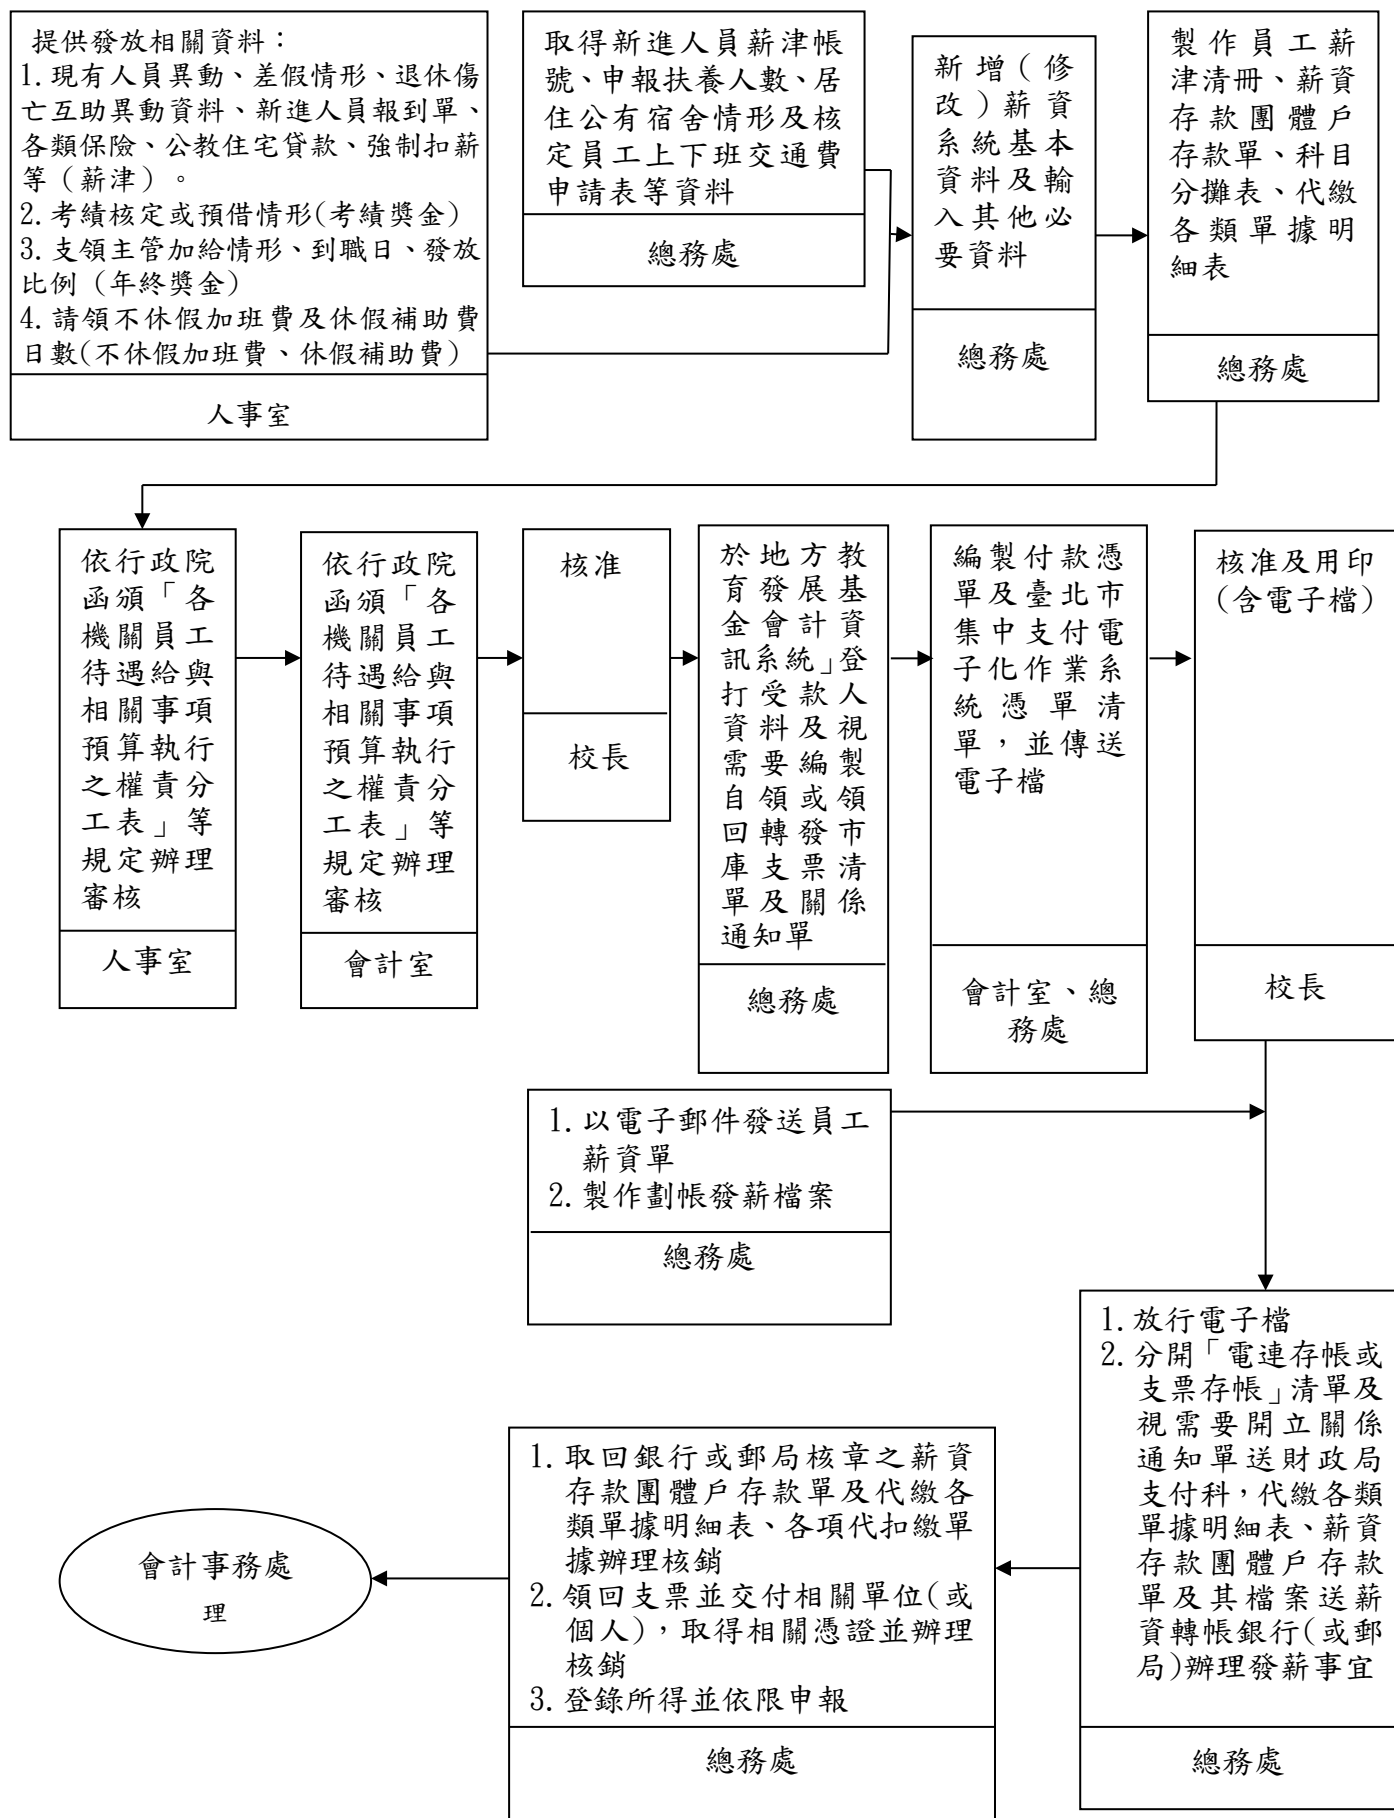 提供發放相關資料：
1.現有人員異動、差假情形、退休傷
亡互助異動資料、新進人員報到單、
各類保險、公教住宅貸款、強制扣薪
等（薪津）。
2.考績核定或預借情形(考績獎金)
3.支領主管加給情形、到職日、發放
比例（年終獎金)
4.請領不休假加班費及休假補助費
日數(不休假加班費、休假補助費)
人事室
取得新進人員薪津帳
號、申報扶養人數、居
住公有宿舍情形及核
定員工上下班交通費
申請表等資料
總務處
新增（修
改）薪資
系統基本
資料及輸
入其他必
要資料
總務處
製作員工薪
津清冊、薪資
存款團體戶
存款單、科目
分攤表、代繳
各類單據明
細表
總務處
依行政院
函頒「各
機關員工
待遇給與
相關事項
預算執行
之權責分
工表」等
規定辦理
審核
人事室
依行政院
函頒「各
機關員工
待遇給與
相關事項
預算執行
之權責分
工表」等
規定辦理
審核
會計室
核准
校長
於地方教
育發展基
金會計資
訊系統」登
打受款人
資料及視
需要編製
自領或領
回轉發市
庫支票清
單及關係
通知單
總務處
編製付款憑
單及臺北市
集中支付電
子化作業系
統憑單清
單，並傳送
電子檔
會計室、總
務處
核准及用印
(含電子檔)
校長
1.以電子郵件發送員工
薪資單
2.製作劃帳發薪檔案
總務處
1.放行電子檔
2.分開「電連存帳或
支票存帳」清單及
視需要開立關係
通知單送財政局
支付科，代繳各類
單據明細表、薪資
存款團體戶存款
單及其檔案送薪
資轉帳銀行(或郵
局)辦理發薪事宜
總務處
1.取回銀行或郵局核章之薪資
存款團體戶存款單及代繳各
類單據明細表、各項代扣繳單
據辦理核銷
2.領回支票並交付相關單位(或
個人)，取得相關憑證並辦理
核銷
3.登錄所得並依限申報
總務處
會計事務處
理